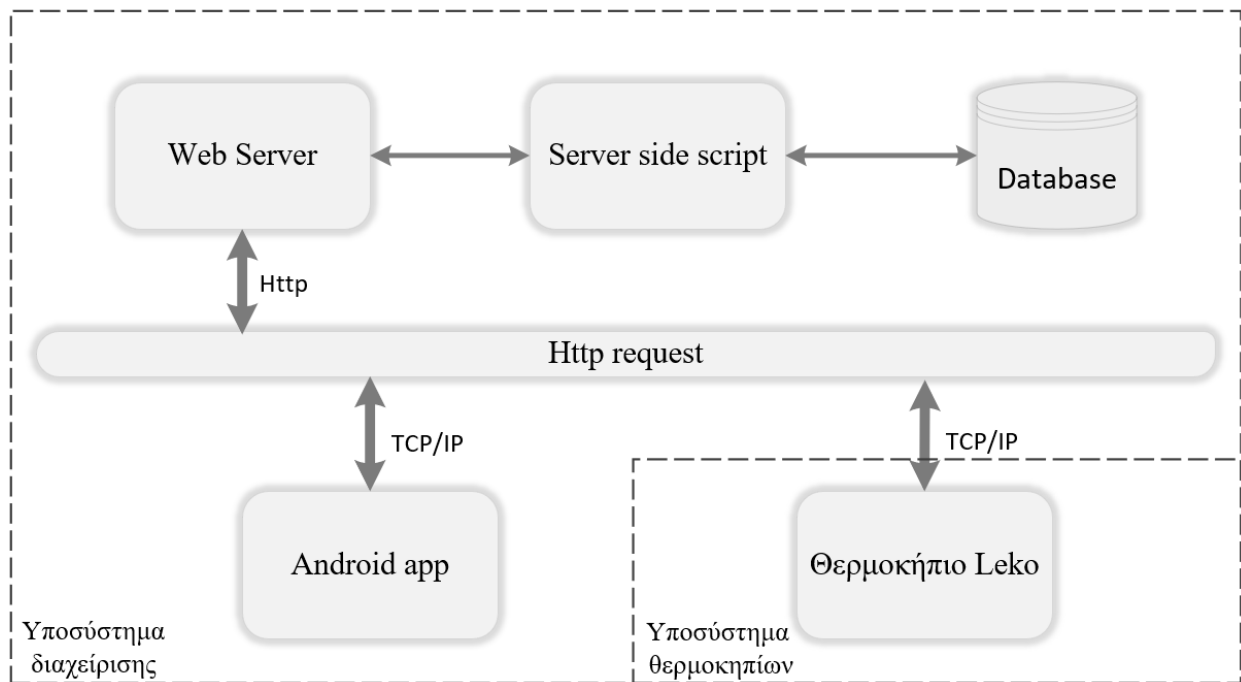 Web Server
Server side script
Database
Http
Http request
TCP/IP
TCP/IP
Android app
Θερμοκήπιο Leko
Υποσύστημα
διαχείρισης
Υποσύστημα
θερμοκηπίων